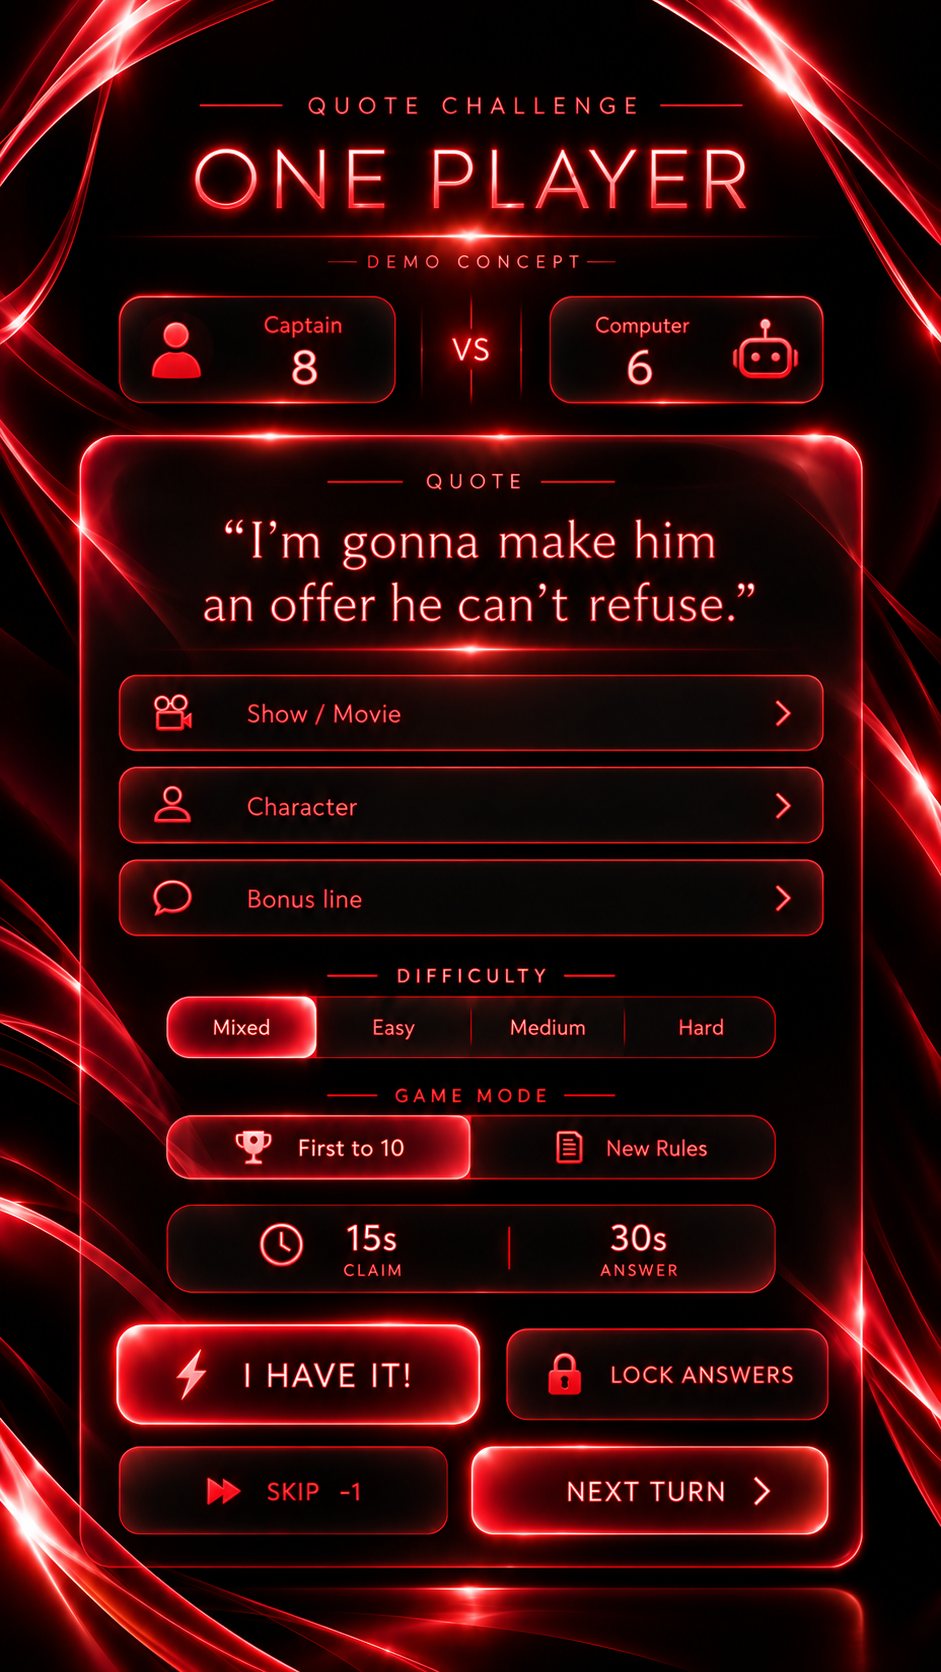 QUOTE CHALLENGE
ONE PLAYER
DEMO CONCEPT
Captain
8
VS
Computer
6
QUOTE
“I’m gonna make him
an offer he can’t refuse.”
Show / Movie
Character
Bonus line
DIFFICULTY
Mixed Easy Medium Hard
GAME MODE
First to 10 New Rules
15s 30s
CLAIM ANSWER
I HAVE IT! LOCK ANSWERS
SKIP -1 NEXT TURN